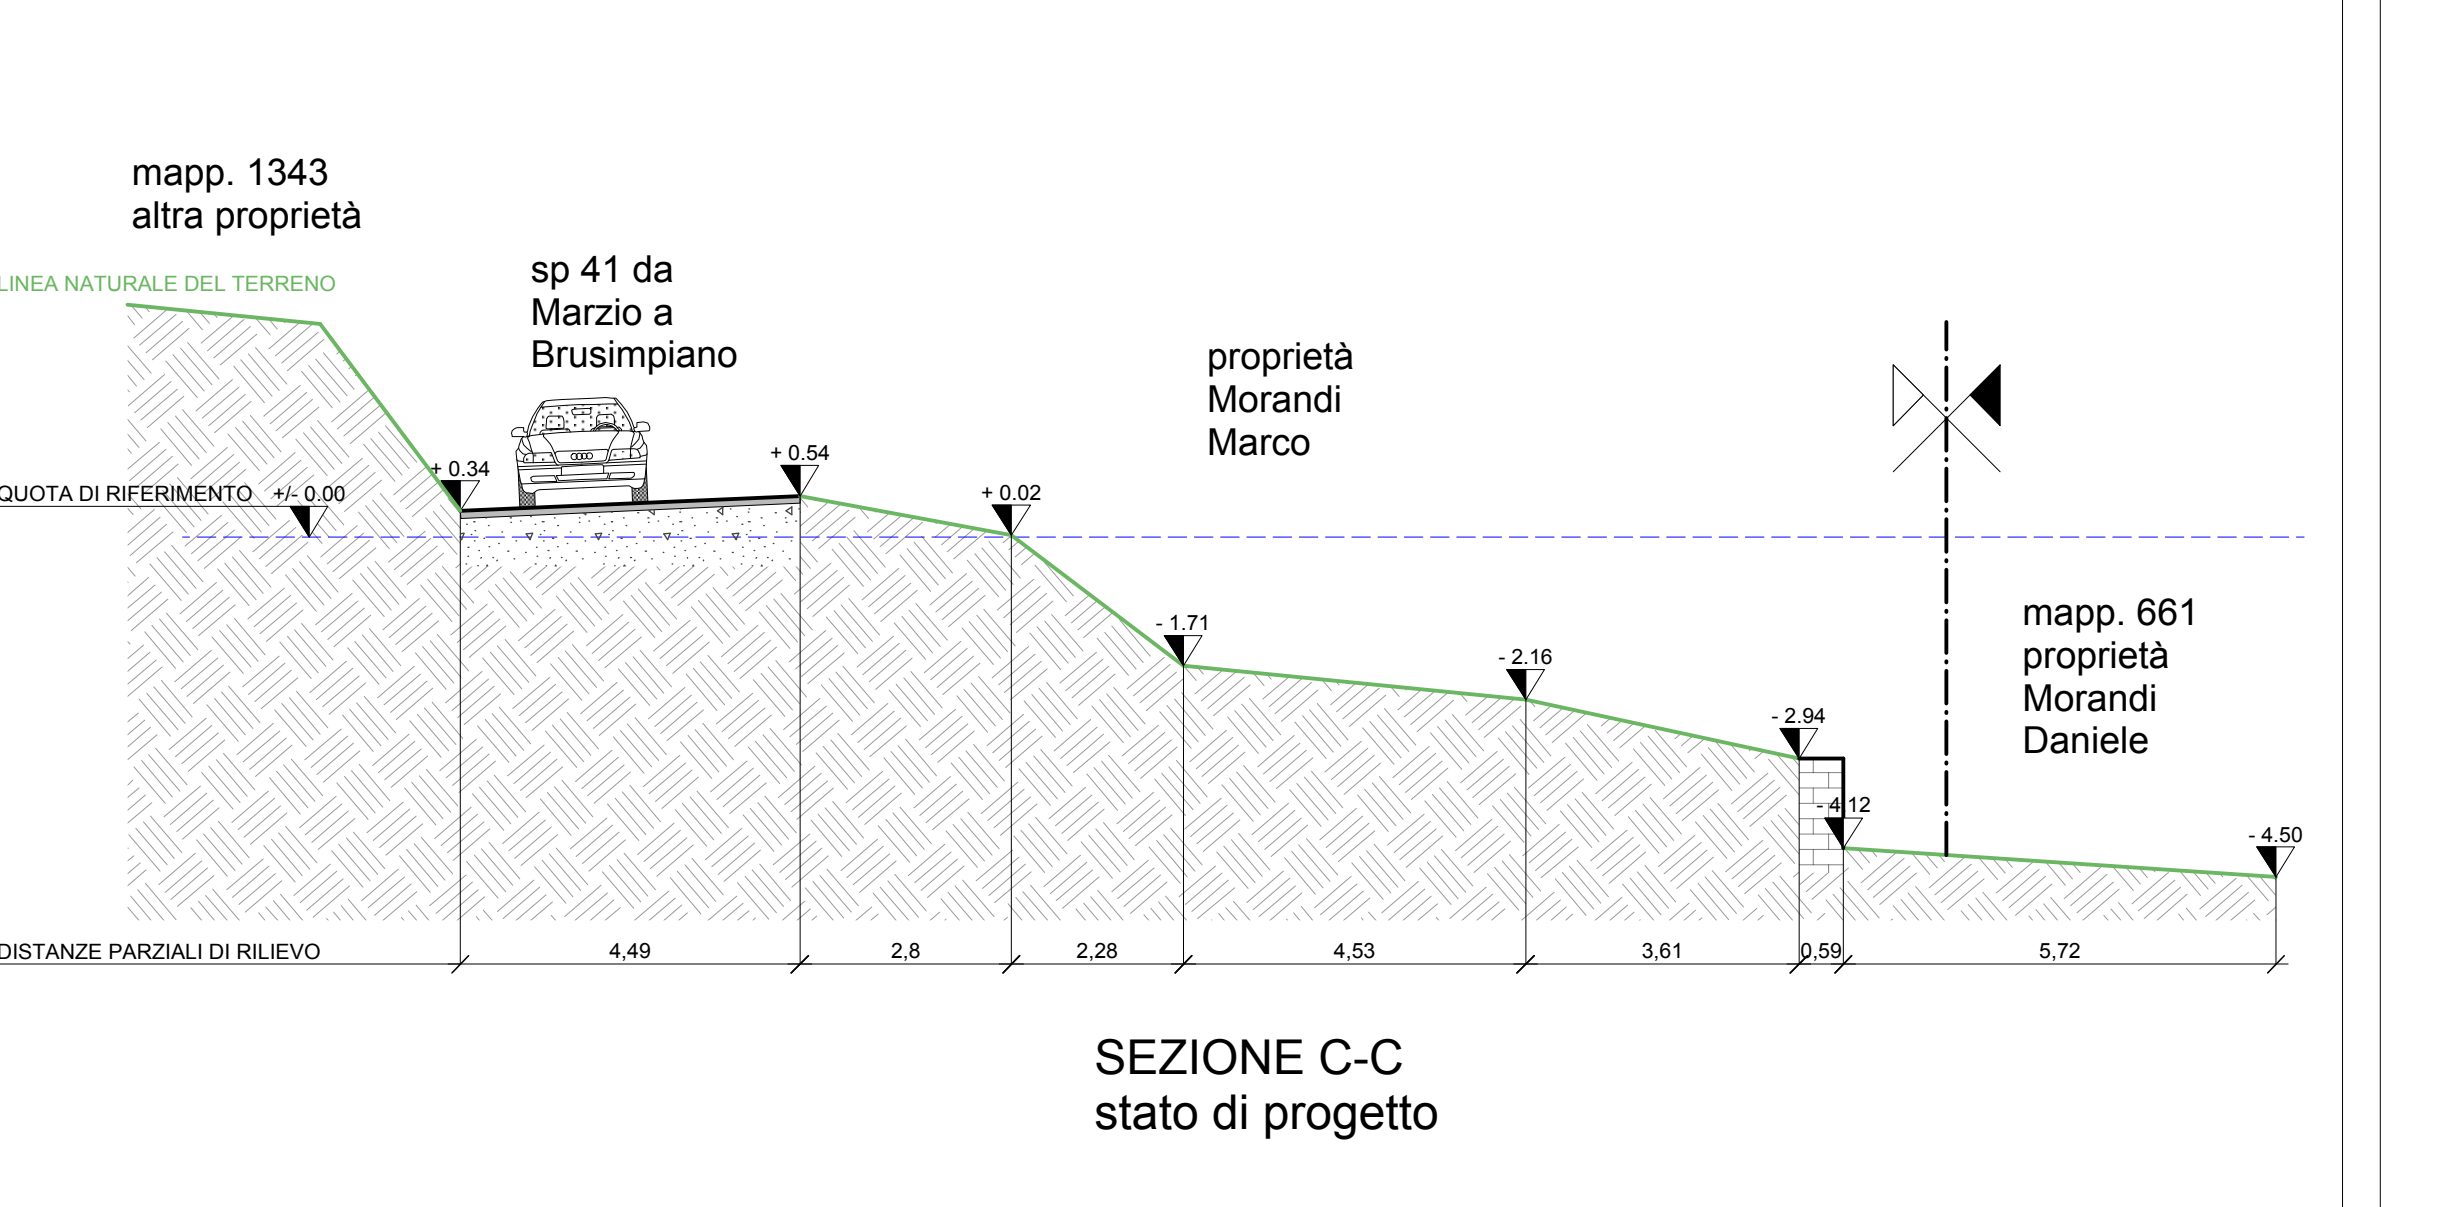 mapp. 1343
altra proprietà
LINEA NATURALE DEL TERRENO
sp 41 da
Marzio a
Brusimpiano
proprietà
Morandi
Marco
+ 0.34
+ 0.54
QUOTA DI RIFERIMENTO +/- 0.00
+ 0.02
mapp. 661
proprietà
Morandi
Daniele
- 1.71
- 2.16
- 2.94
- 4.12
- 4.50
DISTANZE PARZIALI DI RILIEVO
4,49
2,8
2,28
4,53
3,61
0,59
5,72
SEZIONE C-C
stato di progetto